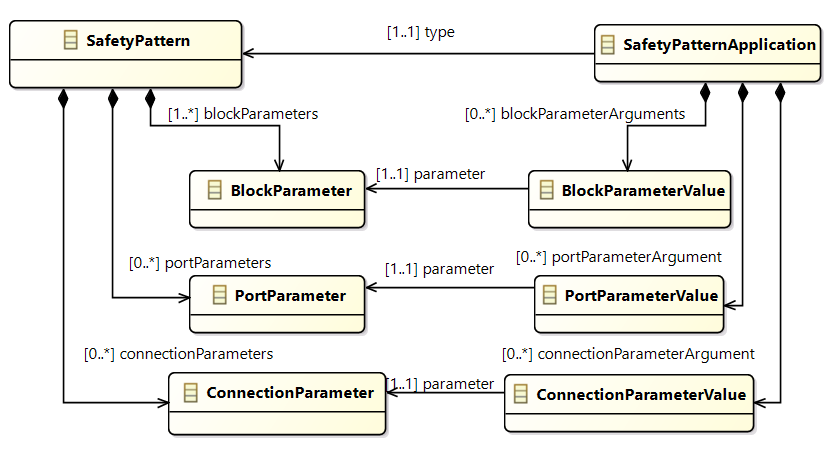 SafetyPattern
[1..1] type
SafetyPatternApplication
[1..*] blockParameters
[0..*] blockParameterArguments
BlockParameter
[1..1] parameter
BlockParameterValue
[0..*] portParameters
[1..1] parameter
[0..*] portParameterArgument
PortParameter
PortParameterValue
[0..*] connectionParameters
[0..*] connectionParameterArgument
ConnectionParameter
[1..1] parameter
ConnectionParameterValue